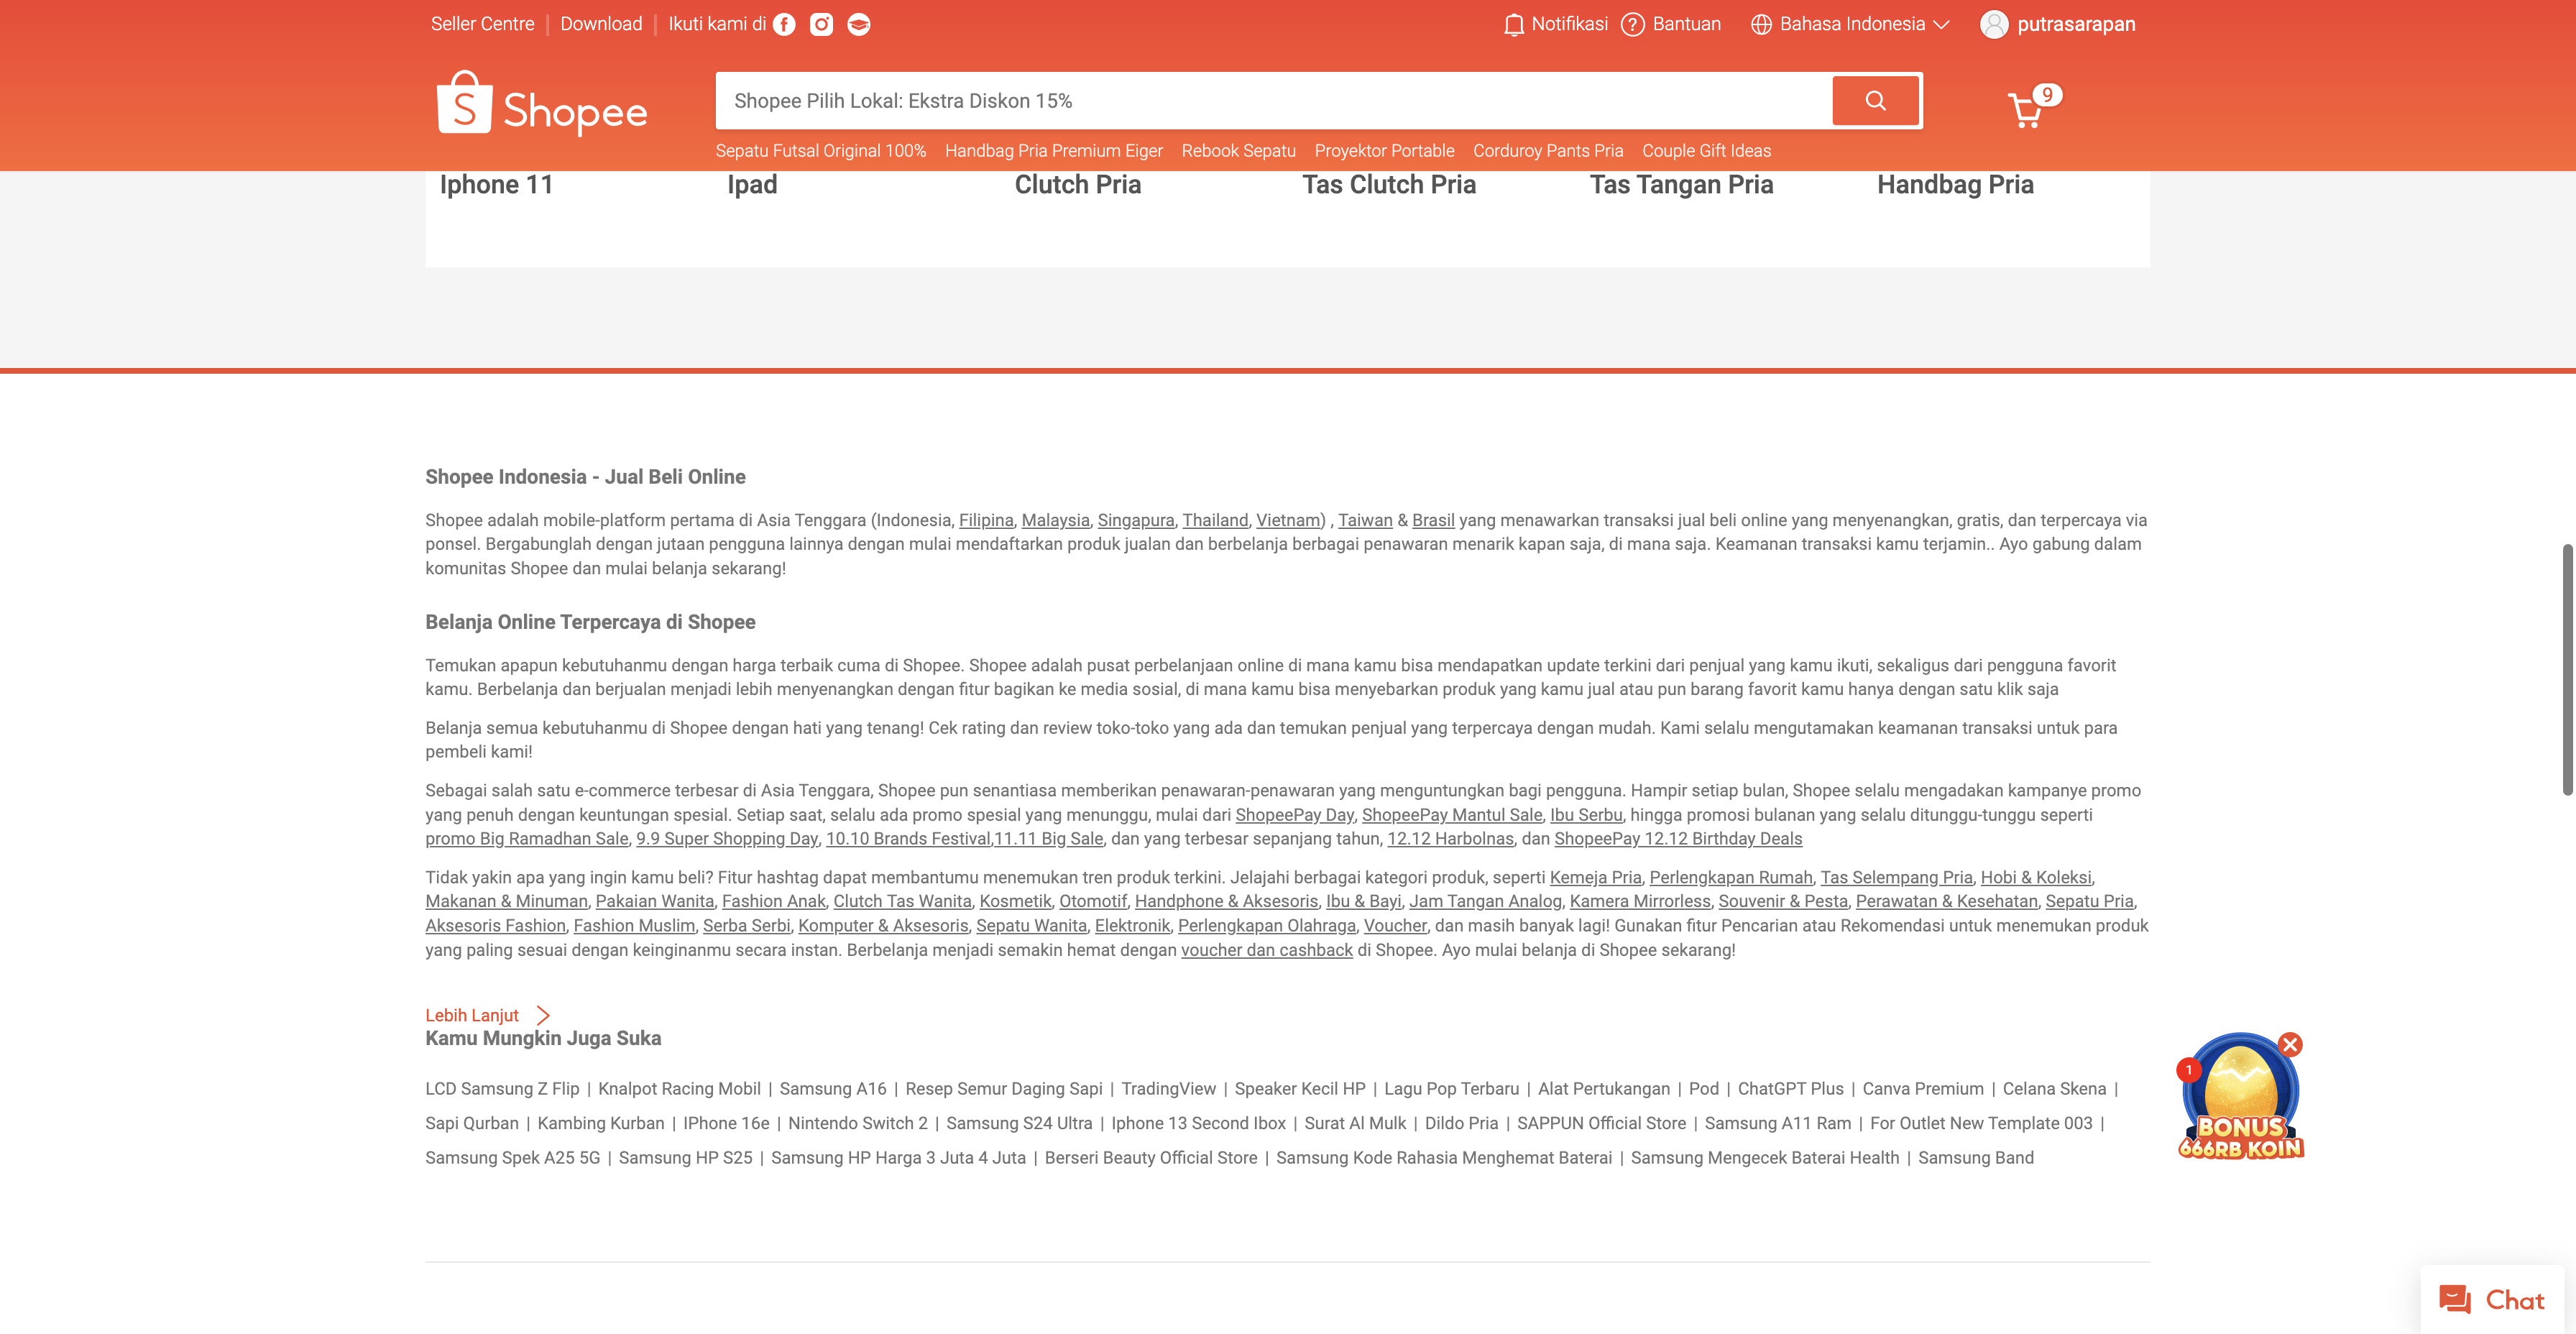 Seller Centre | Download | Ikuti kami di
Notifikasi Bantuan Bahasa Indonesia putrasarapan
Shopee
Shopee Pilih Lokal: Ekstra Diskon 15%
9
Sepatu Futsal Original 100% Handbag Pria Premium Eiger Rebook Sepatu Proyektor Portable Corduroy Pants Pria Couple Gift Ideas
Iphone 11 Ipad Clutch Pria Tas Clutch Pria Tas Tangan Pria Handbag Pria
Shopee Indonesia - Jual Beli Online
Shopee adalah mobile-platform pertama di Asia Tenggara (Indonesia, Filipina, Malaysia, Singapura, Thailand, Vietnam) , Taiwan & Brasil yang menawarkan transaksi jual beli online yang menyenangkan, gratis, dan terpercaya via
ponsel. Bergabunglah dengan jutaan pengguna lainnya dengan mulai mendaftarkan produk jualan dan berbelanja berbagai penawaran menarik kapan saja, di mana saja. Keamanan transaksi kamu terjamin.. Ayo gabung dalam
komunitas Shopee dan mulai belanja sekarang!
Belanja Online Terpercaya di Shopee
Temukan apapun kebutuhanmu dengan harga terbaik cuma di Shopee. Shopee adalah pusat perbelanjaan online di mana kamu bisa mendapatkan update terkini dari penjual yang kamu ikuti, sekaligus dari pengguna favorit
kamu. Berbelanja dan berjualan menjadi lebih menyenangkan dengan fitur bagikan ke media sosial, di mana kamu bisa menyebarkan produk yang kamu jual atau pun barang favorit kamu hanya dengan satu klik saja
Belanja semua kebutuhanmu di Shopee dengan hati yang tenang! Cek rating dan review toko-toko yang ada dan temukan penjual yang terpercaya dengan mudah. Kami selalu mengutamakan keamanan transaksi untuk para
pembeli kami!
Sebagai salah satu e-commerce terbesar di Asia Tenggara, Shopee pun senantiasa memberikan penawaran-penawaran yang menguntungkan bagi pengguna. Hampir setiap bulan, Shopee selalu mengadakan kampanye promo
yang penuh dengan keuntungan spesial. Setiap saat, selalu ada promo spesial yang menunggu, mulai dari ShopeePay Day, ShopeePay Mantul Sale, Ibu Serbu, hingga promosi bulanan yang selalu ditunggu-tunggu seperti
promo Big Ramadhan Sale, 9.9 Super Shopping Day, 10.10 Brands Festival,11.11 Big Sale, dan yang terbesar sepanjang tahun, 12.12 Harbolnas, dan ShopeePay 12.12 Birthday Deals
Tidak yakin apa yang ingin kamu beli? Fitur hashtag dapat membantumu menemukan tren produk terkini. Jelajahi berbagai kategori produk, seperti Kemeja Pria, Perlengkapan Rumah, Tas Selempang Pria, Hobi & Koleksi,
Makanan & Minuman, Pakaian Wanita, Fashion Anak, Clutch Tas Wanita, Kosmetik, Otomotif, Handphone & Aksesoris, Ibu & Bayi, Jam Tangan Analog, Kamera Mirrorless, Souvenir & Pesta, Perawatan & Kesehatan, Sepatu Pria,
Aksesoris Fashion, Fashion Muslim, Serba Serbi, Komputer & Aksesoris, Sepatu Wanita, Elektronik, Perlengkapan Olahraga, Voucher, dan masih banyak lagi! Gunakan fitur Pencarian atau Rekomendasi untuk menemukan produk
yang paling sesuai dengan keinginanmu secara instan. Berbelanja menjadi semakin hemat dengan voucher dan cashback di Shopee. Ayo mulai belanja di Shopee sekarang!
Lebih Lanjut
Kamu Mungkin Juga Suka
LCD Samsung Z Flip | Knalpot Racing Mobil | Samsung A16 | Resep Semur Daging Sapi | TradingView | Speaker Kecil HP | Lagu Pop Terbaru | Alat Pertukangan | Pod | ChatGPT Plus | Canva Premium | Celana Skena |
Sapi Qurban | Kambing Kurban | IPhone 16e | Nintendo Switch 2 | Samsung S24 Ultra | Iphone 13 Second Ibox | Surat Al Mulk | Dildo Pria | SAPPUN Official Store | Samsung A11 Ram | For Outlet New Template 003 |
Samsung Spek A25 5G | Samsung HP S25 | Samsung HP Harga 3 Juta 4 Juta | Berseri Beauty Official Store | Samsung Kode Rahasia Menghemat Baterai | Samsung Mengecek Baterai Health | Samsung Band
1
BONUS
666RB KOIN
Chat